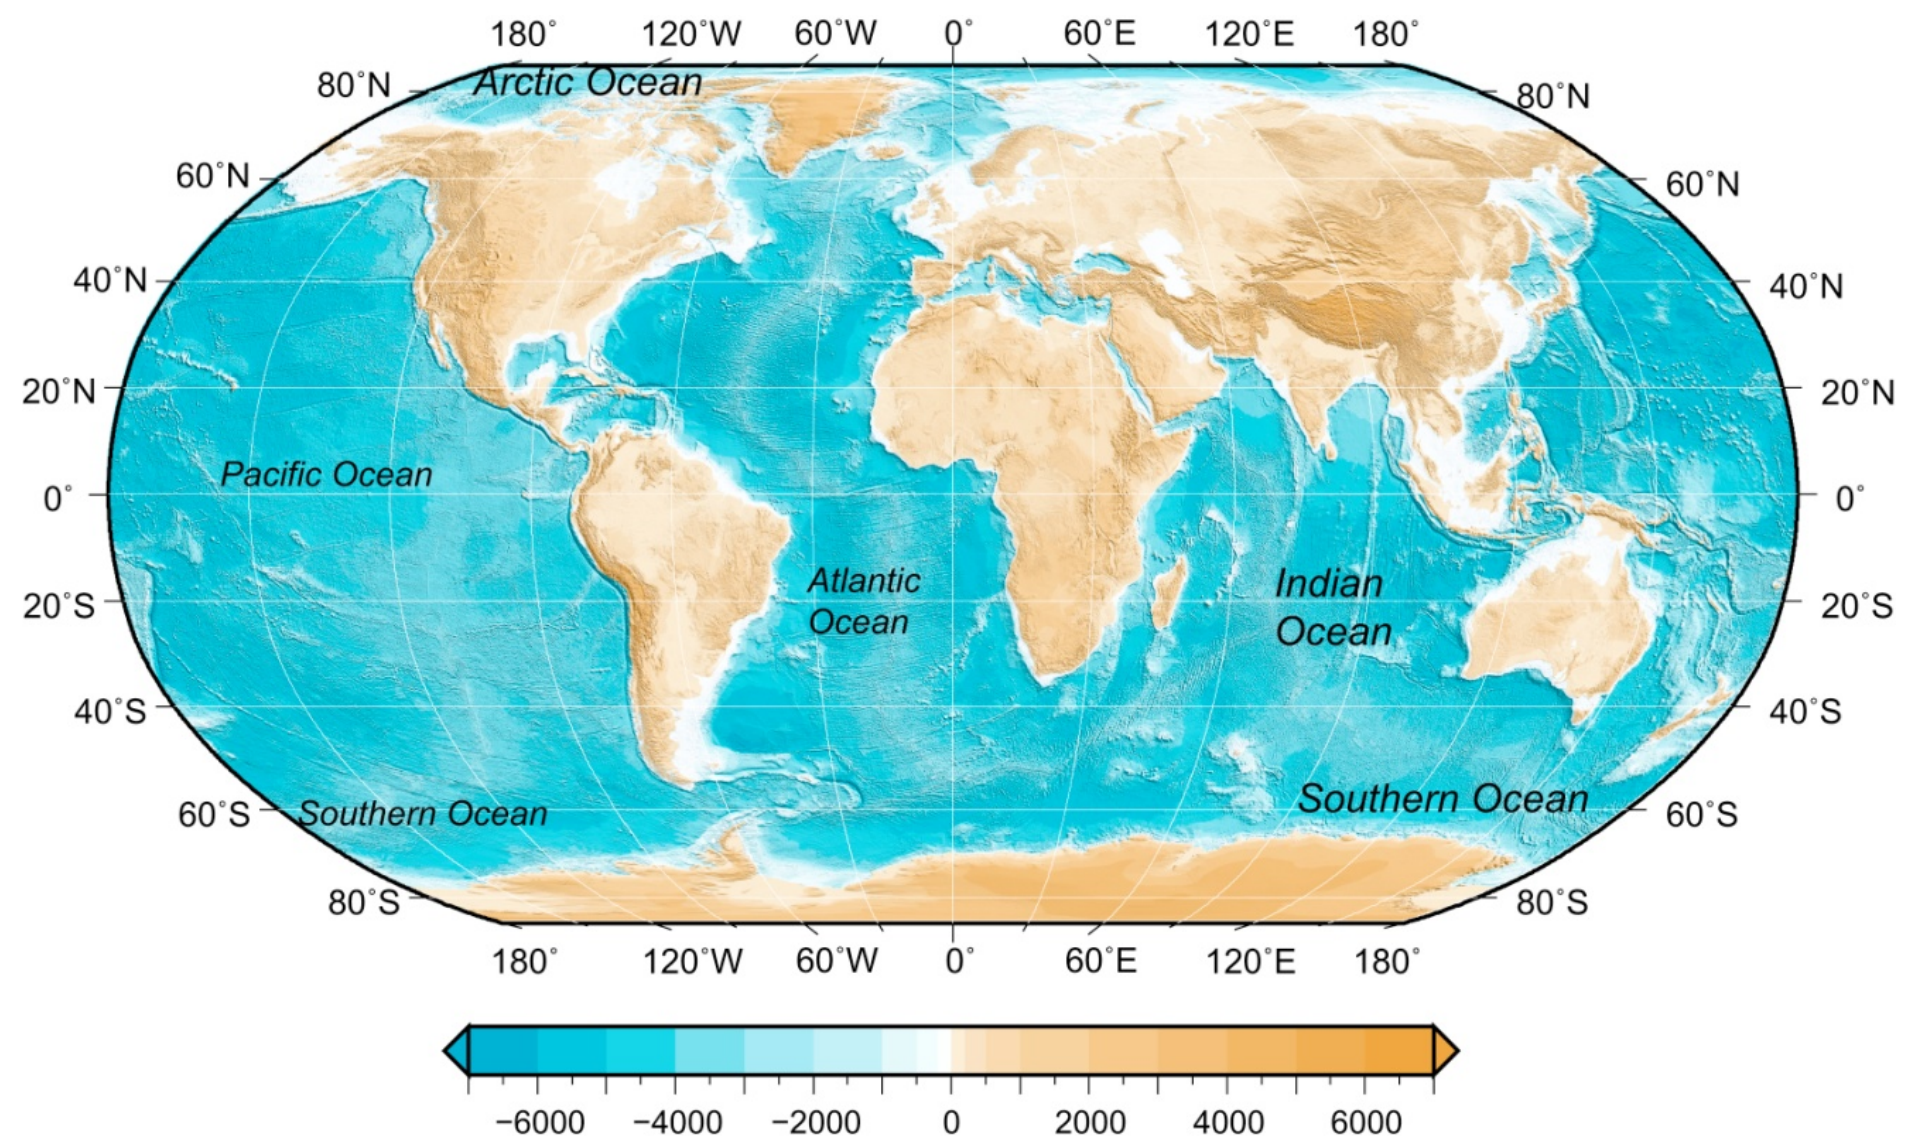 180° 120°W 60°W 0° 60°E 120°E 180°
Arctic Ocean
80°N 80°N
60°N 60°N
40°N 40°N
20°N 20°N
Pacific Ocean
0° 0°
Atlantic
Ocean
Indian
Ocean
20°S 20°S
40°S 40°S
Southern Ocean
Southern Ocean
60°S 60°S
80°S 80°S
180° 120°W 60°W 0° 60°E 120°E 180°
−6000 −4000 −2000 0 2000 4000 6000